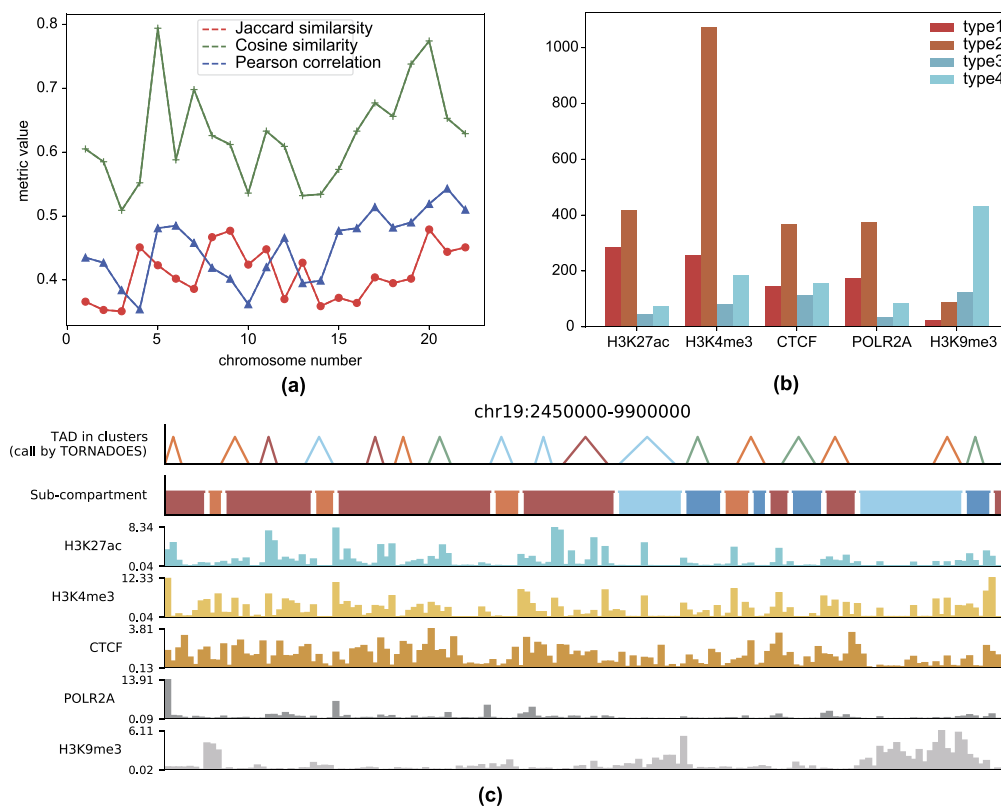 0.8
0.7
0.6
0.5
0.4
metric value
Jaccard similarsity
Cosine similarity
Pearson correlation
0 5 10 15 20
chromosome number
(a)
1000
800
600
400
200
0
type1
type2
type3
type4
H3K27ac H3K4me3 CTCF POLR2A H3K9me3
(b)
chr19:2450000-9900000
TAD in clusters
(call by TORNADOES)
Sub-compartment
8.34
H3K27ac
0.04
12.33
H3K4me3
0.04
3.81
CTCF
0.13
13.91
POLR2A
0.09
6.11
H3K9me3
0.02
(c)